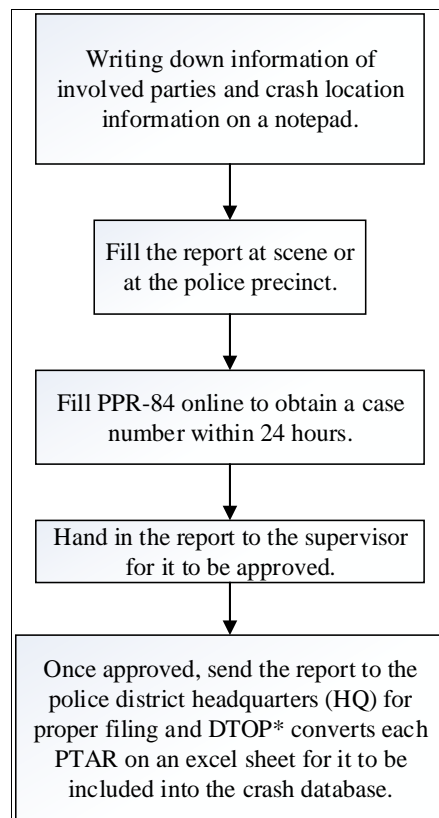 Writing down information of
involved parties and crash location
information on a notepad.
Fill the report at scene or
at the police precinct.
Fill PPR-84 online to obtain a case
number within 24 hours.
Hand in the report to the supervisor
for it to be approved.
Once approved, send the report to the
police district headquarters (HQ) for
proper filing and DTOP* converts each
PTAR on an excel sheet for it to be
included into the crash database.